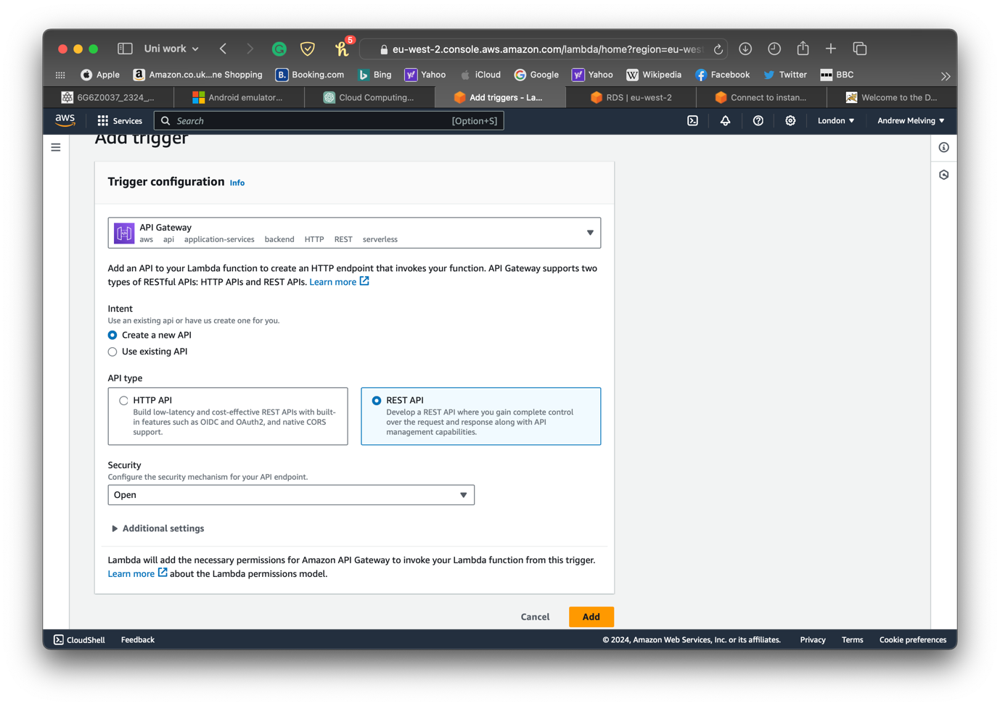 Uni work
5
eu-west-2.console.aws.amazon.com/lambda/home?region=eu-wes
Apple Amazon.co.uk...ne Shopping Booking.com Bing Yahoo iCloud Google Yahoo Wikipedia Facebook Twitter BBC
6G6Z0037_2324_... Android emulator... Cloud Computing... Add triggers - La... RDS | eu-west-2 Connect to instan... Welcome to the D...
aws Services Search [Option+S] London Andrew Melving
Add trigger
Trigger configuration Info
API Gateway
aws api application-services backend HTTP REST serverless
Add an API to your Lambda function to create an HTTP endpoint that invokes your function. API Gateway supports two
types of RESTful APIs: HTTP APIs and REST APIs. Learn more
Intent
Use an existing api or have us create one for you.
Create a new API
Use existing API
API type
HTTP API
Build low-latency and cost-effective REST APIs with built-
in features such as OIDC and OAuth2, and native CORS
support.
REST API
Develop a REST API where you gain complete control
over the request and response along with API
management capabilities.
Security
Configure the security mechanism for your API endpoint.
Open
Additional settings
Lambda will add the necessary permissions for Amazon API Gateway to invoke your Lambda function from this trigger.
Learn more about the Lambda permissions model.
Cancel Add
CloudShell Feedback © 2024, Amazon Web Services, Inc. or its affiliates. Privacy Terms Cookie preferences